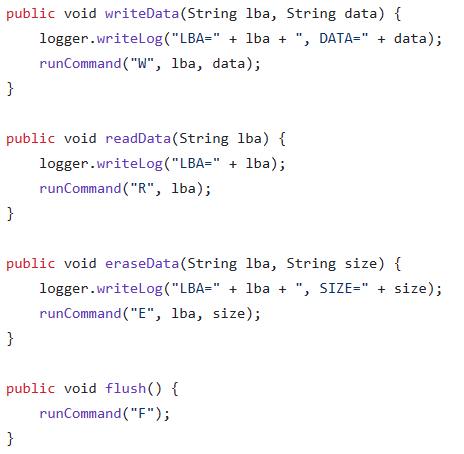 public void writeData(String lba, String data) {
    logger.writeLog("LBA=" + lba + ", DATA=" + data);
    runCommand("W", lba, data);
}

public void readData(String lba) {
    logger.writeLog("LBA=" + lba);
    runCommand("R", lba);
}

public void eraseData(String lba, String size) {
    logger.writeLog("LBA=" + lba + ", SIZE=" + size);
    runCommand("E", lba, size);
}

public void flush() {
    runCommand("F");
}